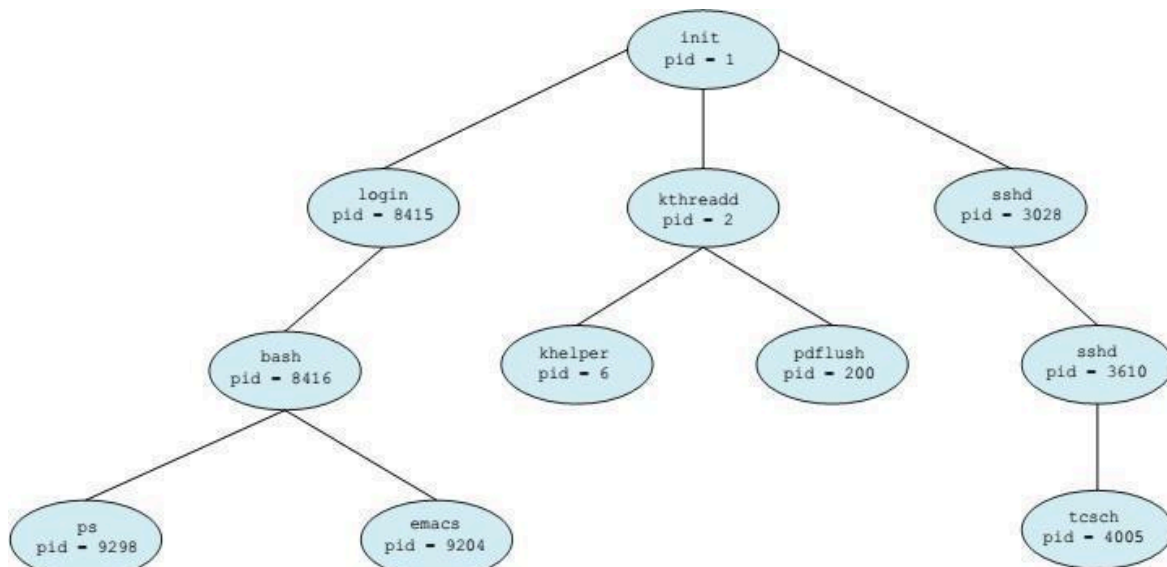 init
pid = 1
login
pid = 8415
kthreadd
pid = 2
sshd
pid = 3028
bash
pid = 8416
khelper
pid = 6
pdflush
pid = 200
sshd
pid = 3610
ps
pid = 9298
emacs
pid = 9204
tcsch
pid = 4005